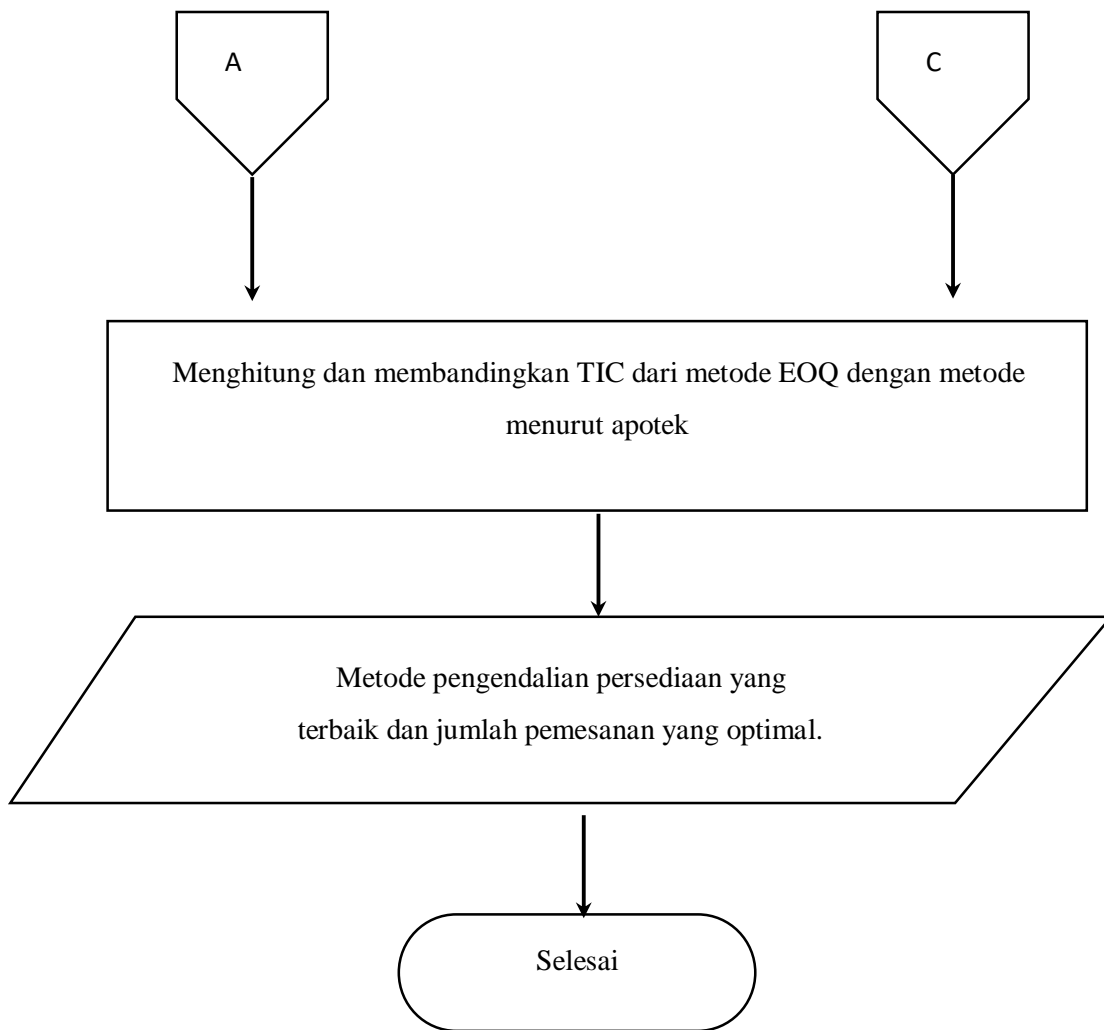 A
C
Menghitung dan membandingkan TIC dari metode EOQ dengan metode
menurut apotek
Metode pengendalian persediaan yang
terbaik dan jumlah pemesanan yang optimal.
Selesai